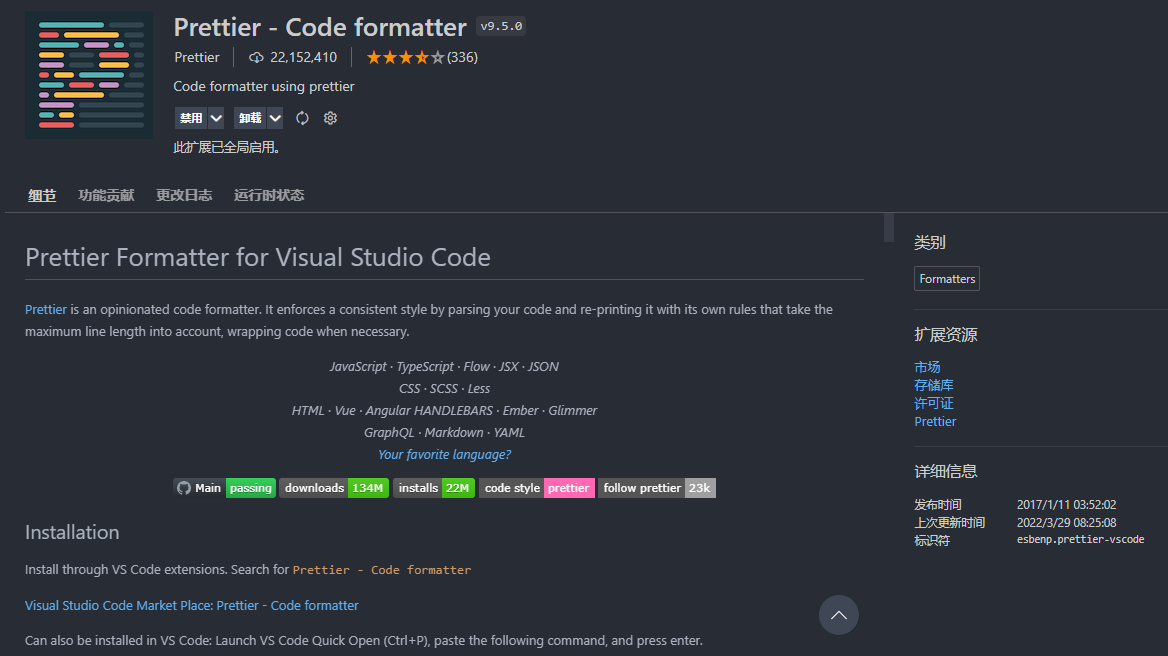 Prettier - Code formatter v9.5.0
Prettier 22,152,410 (336)
Code formatter using prettier
禁用 卸载
此扩展已全局启用。
细节 功能贡献 更改日志 运行时状态
Prettier Formatter for Visual Studio Code
Prettier is an opinionated code formatter. It enforces a consistent style by parsing your code and re-printing it with its own rules that take the
maximum line length into account, wrapping code when necessary.
JavaScript · TypeScript · Flow · JSX · JSON
CSS · SCSS · Less
HTML · Vue · Angular HANDLEBARS · Ember · Glimmer
GraphQL · Markdown · YAML
Your favorite language?
Main passing downloads 134M installs 22M code style prettier follow prettier 23k
Installation
Install through VS Code extensions. Search for Prettier - Code formatter
Visual Studio Code Market Place: Prettier - Code formatter
Can also be installed in VS Code: Launch VS Code Quick Open (Ctrl+P), paste the following command, and press enter.
类别
Formatters
扩展资源
市场
存储库
许可证
Prettier
详细信息
发布时间 2017/1/11 03:52:02
上次更新时间 2022/3/29 08:25:08
标识符 esbenp.prettier-vscode